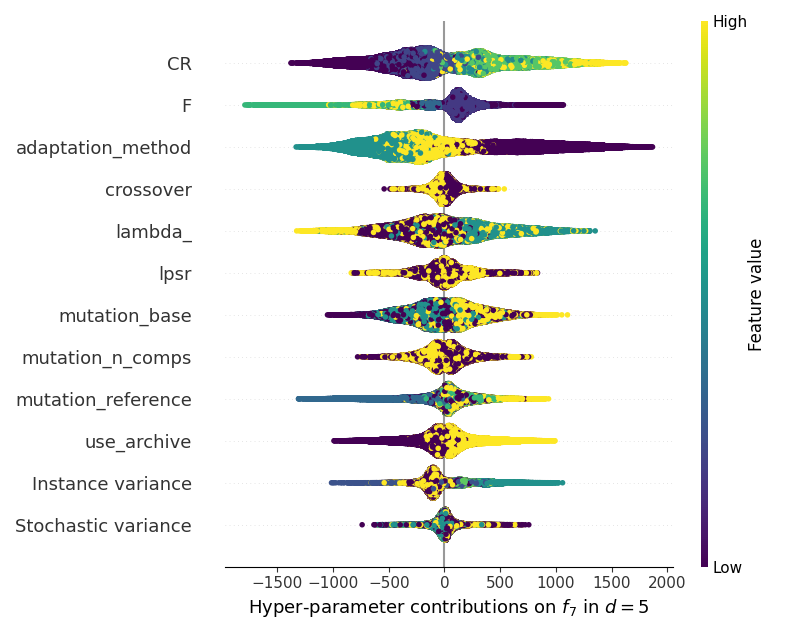 High
CR
F
adaptation_method
crossover
lambda_
lpsr
mutation_base
mutation_n_comps
mutation_reference
use_archive
Instance variance
Stochastic variance
Feature value
Low
−1500 −1000 −500 0 500 1000 1500 2000
Hyper-parameter contributions on f₇ in d = 5